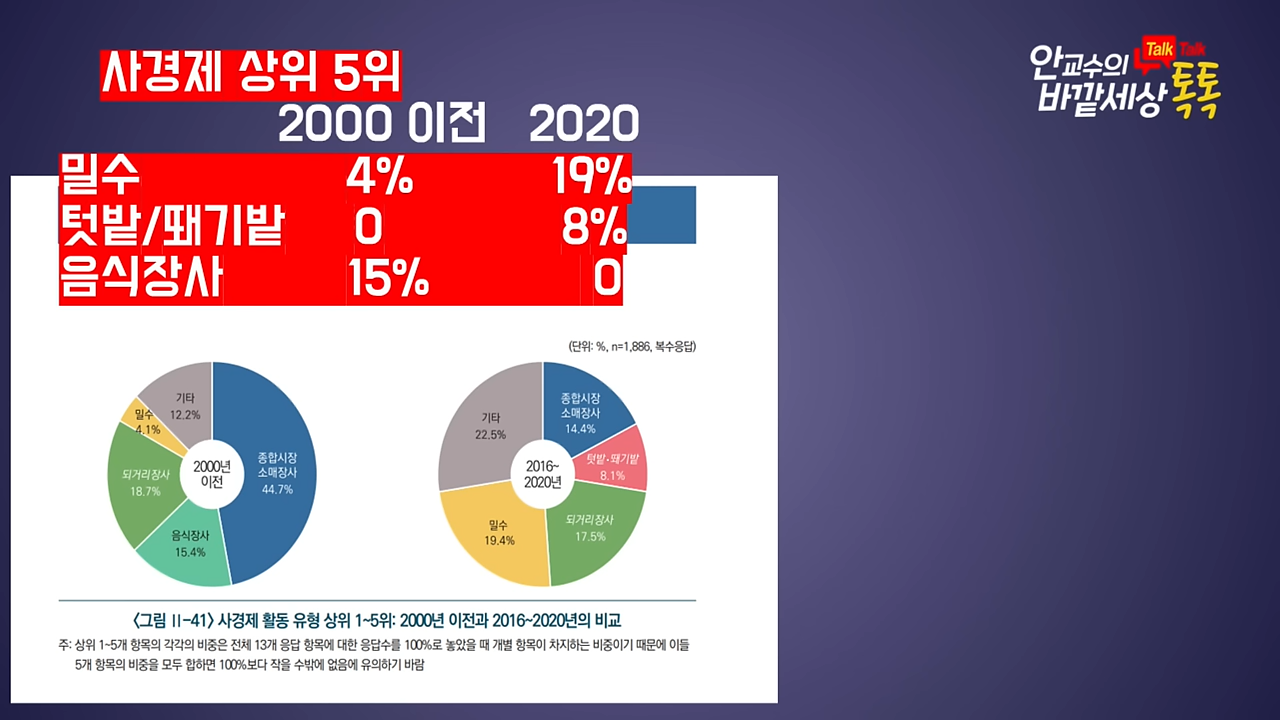 사경제 상위 5위
2000 이전 2020
밀수 4% 19%
텃밭/뙈기밭 0 8%
음식장사 15% 0
안교수의
바깥세상
톡톡
Talk Talk
(단위: %, n=1,886, 복수응답)
2000년
이전
종합시장
소매장사
44.7%
음식장사
15.4%
되거리장사
18.7%
밀수
4.1%
기타
12.2%
2016~
2020년
종합시장
소매장사
14.4%
텃밭·뙈기밭
8.1%
되거리장사
17.5%
밀수
19.4%
기타
22.5%
<그림 Ⅱ-41> 사경제 활동 유형 상위 1~5위: 2000년 이전과 2016~2020년의 비교
주: 상위 1~5개 항목의 각각의 비중은 전체 13개 응답 항목에 대한 응답수를 100%로 놓았을 때 개별 항목이 차지하는 비중이기 때문에 이들
5개 항목의 비중을 모두 합하면 100%보다 작을 수밖에 없음에 유의하기 바람